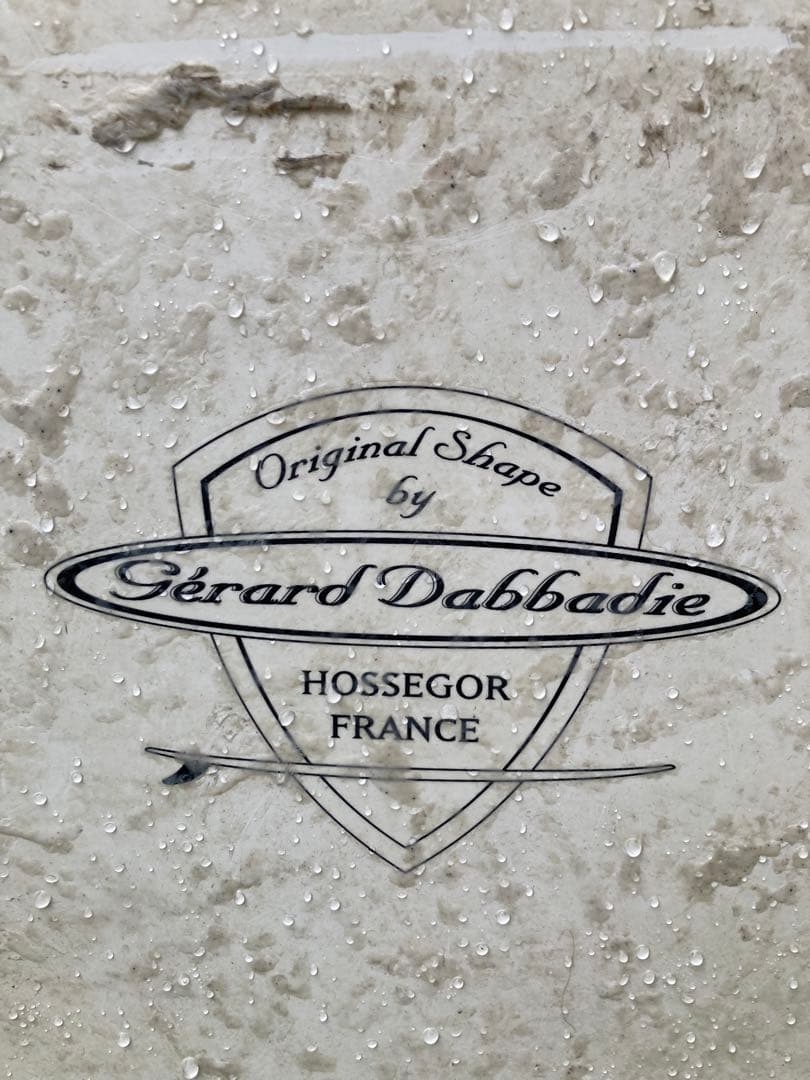 Original Shape
by
Gérard Dabbadie
HOSSEGOR
FRANCE